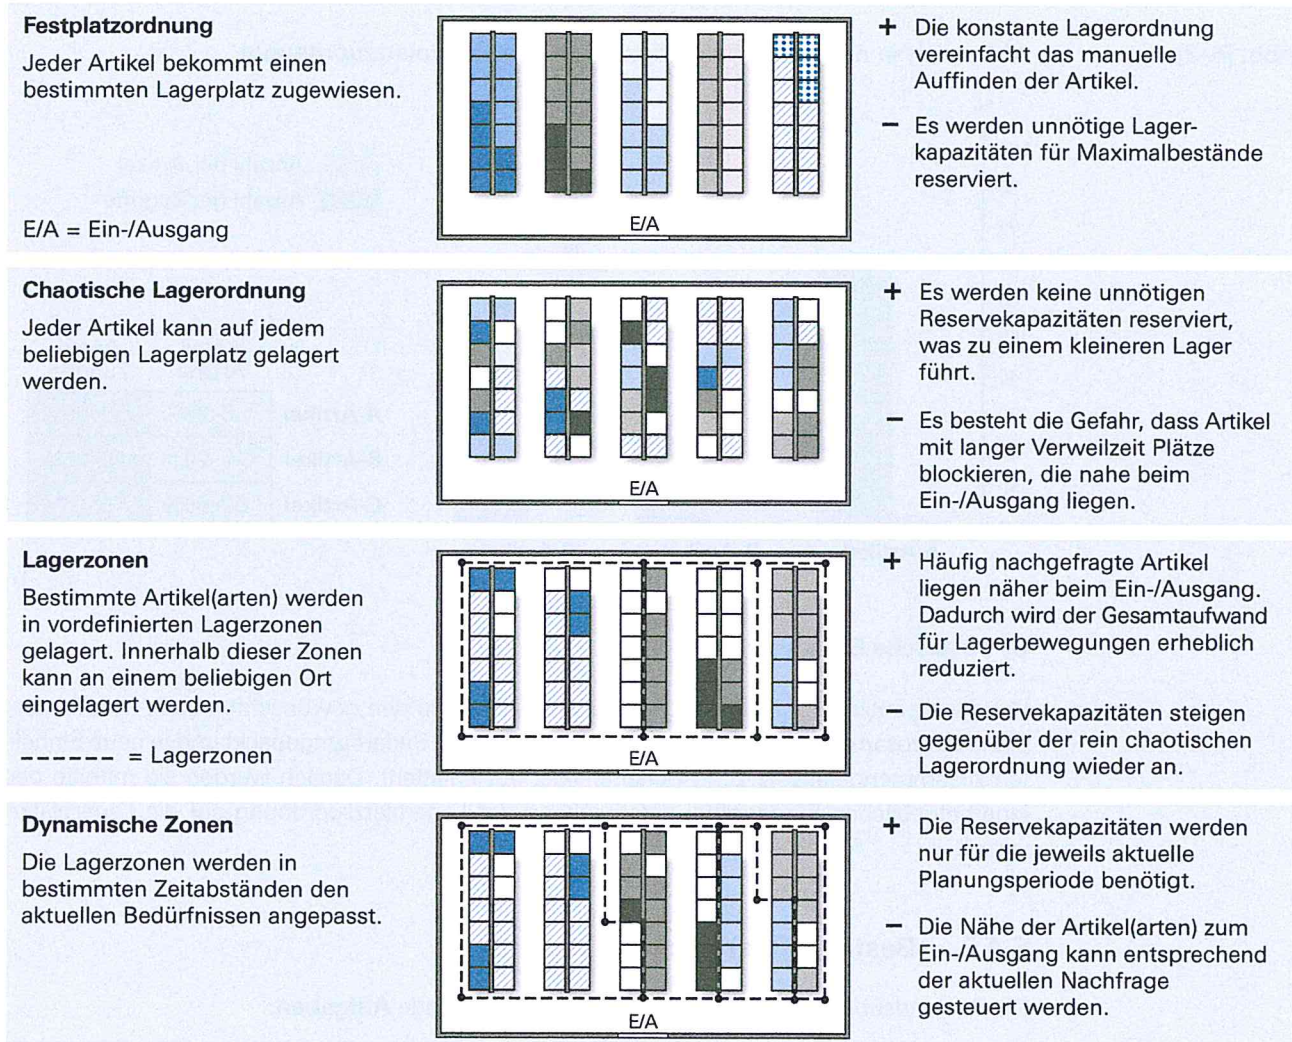 Festplatzordnung
Jeder Artikel bekommt einen
bestimmten Lagerplatz zugewiesen.
E/A = Ein-/Ausgang
E/A
+ Die konstante Lagerordnung
vereinfacht das manuelle
Auffinden der Artikel.
– Es werden unnötige Lager-
kapazitäten für Maximalbestände
reserviert.
Chaotische Lagerordnung
Jeder Artikel kann auf jedem
beliebigen Lagerplatz gelagert
werden.
E/A
+ Es werden keine unnötigen
Reservekapazitäten reserviert,
was zu einem kleineren Lager
führt.
– Es besteht die Gefahr, dass Artikel
mit langer Verweilzeit Plätze
blockieren, die nahe beim
Ein-/Ausgang liegen.
Lagerzonen
Bestimmte Artikel(arten) werden
in vordefinierten Lagerzonen
gelagert. Innerhalb dieser Zonen
kann an einem beliebigen Ort
eingelagert werden.
------- = Lagerzonen
E/A
+ Häufig nachgefragte Artikel
liegen näher beim Ein-/Ausgang.
Dadurch wird der Gesamtaufwand
für Lagerbewegungen erheblich
reduziert.
– Die Reservekapazitäten steigen
gegenüber der rein chaotischen
Lagerordnung wieder an.
Dynamische Zonen
Die Lagerzonen werden in
bestimmten Zeitabständen den
aktuellen Bedürfnissen angepasst.
E/A
+ Die Reservekapazitäten werden
nur für die jeweils aktuelle
Planungsperiode benötigt.
– Die Nähe der Artikel(arten) zum
Ein-/Ausgang kann entsprechend
der aktuellen Nachfrage
gesteuert werden.